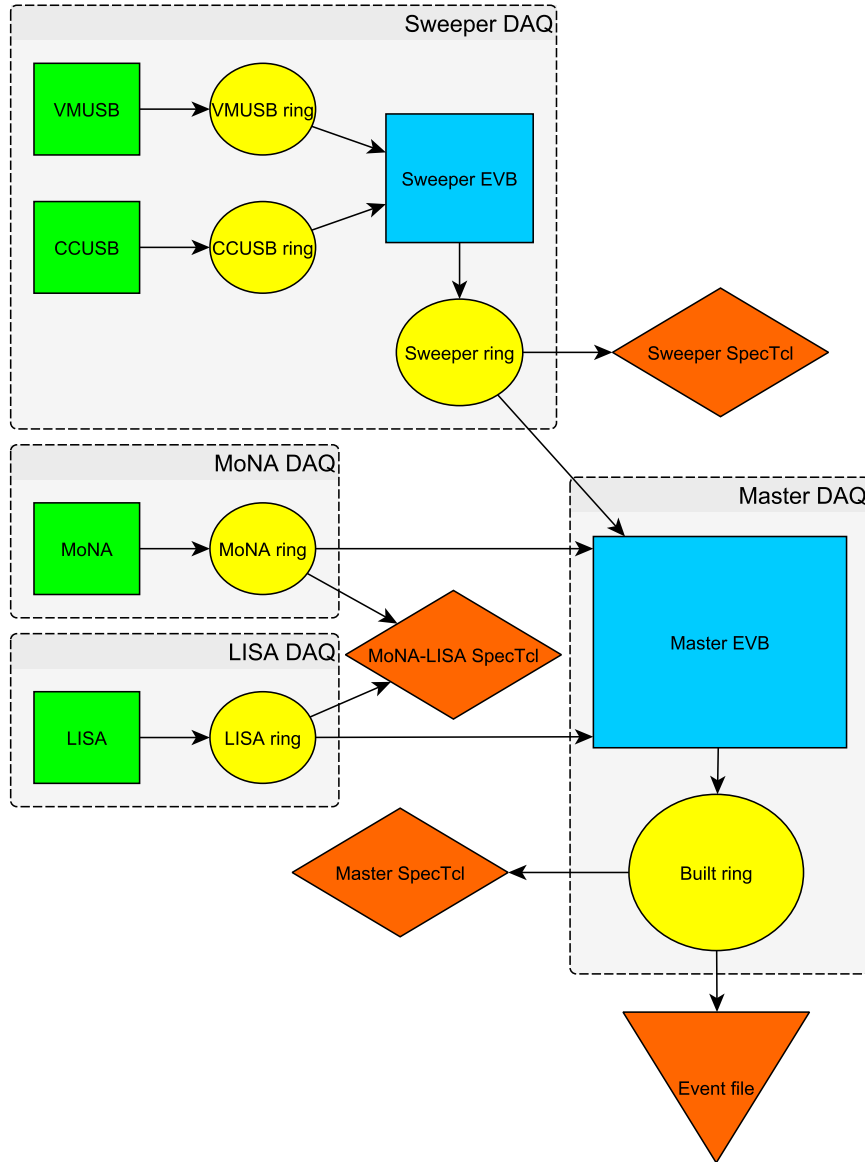 Sweeper DAQ
VMUSB
VMUSB ring
Sweeper EVB
CCUSB
CCUSB ring
Sweeper ring
Sweeper SpecTcl
MoNA DAQ
Master DAQ
MoNA
MoNA ring
Master EVB
MoNA-LISA SpecTcl
LISA DAQ
LISA
LISA ring
Master SpecTcl
Built ring
Event file